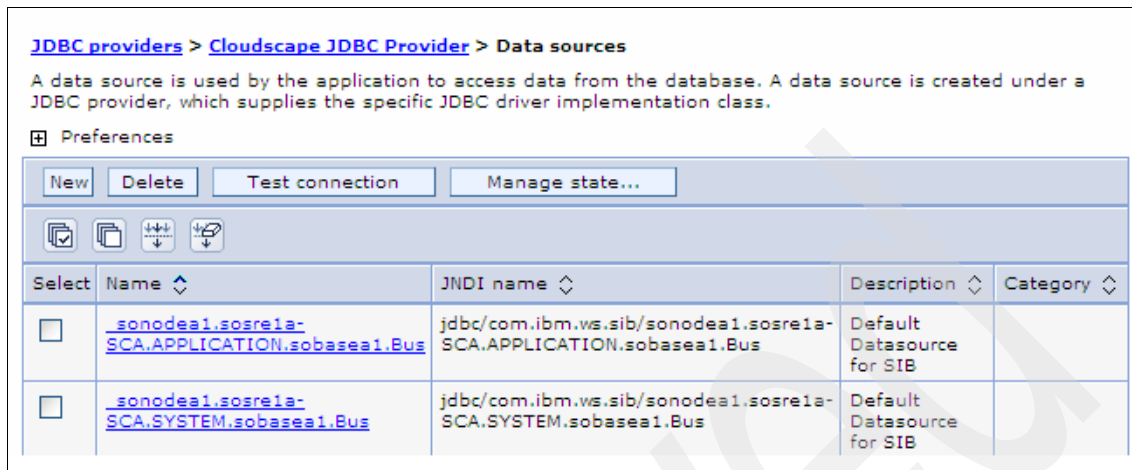 JDBC providers > Cloudscape JDBC Provider > Data sources
A data source is used by the application to access data from the database. A data source is created under a
JDBC provider, which supplies the specific JDBC driver implementation class.
Preferences
New Delete Test connection Manage state...
Select Name JNDI name Description Category
_sonodea1.sosre1a-
SCA.APPLICATION.sobasea1.Bus
jdbc/com.ibm.ws.sib/sonodea1.sosre1a-
SCA.APPLICATION.sobasea1.Bus
Default
Datasource
for SIB
_sonodea1.sosre1a-
SCA.SYSTEM.sobasea1.Bus
jdbc/com.ibm.ws.sib/sonodea1.sosre1a-
SCA.SYSTEM.sobasea1.Bus
Default
Datasource
for SIB